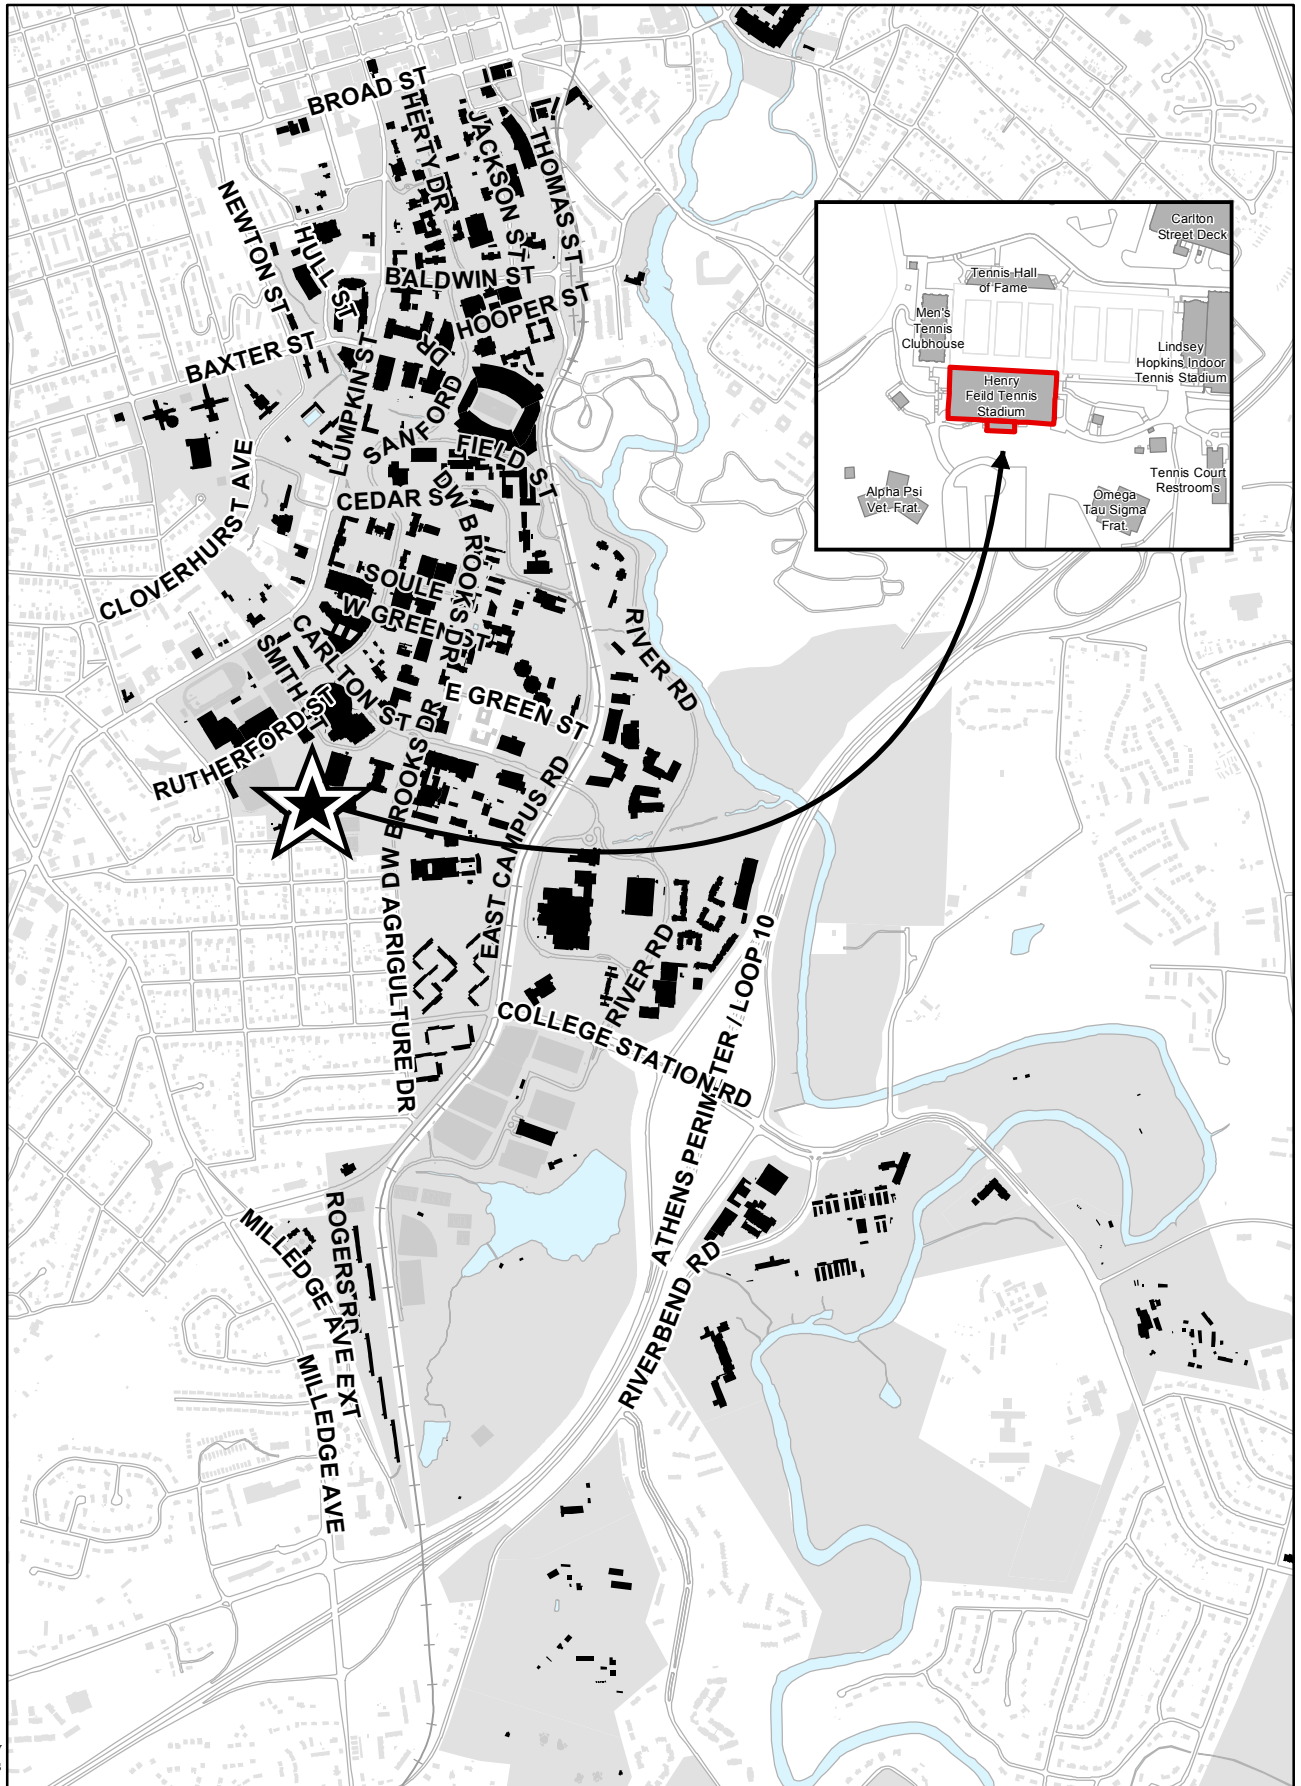 BROAD ST
HERTY DR
JACKSON ST
THOMAS ST
NEWTON ST
HULL ST
BALDWIN ST
HOOPER ST
BAXTER ST
LUMPKIN ST
SANFORD DR
FIELD ST
CEDAR S
DW BROOKS DR
CLOVERHURST AVE
SOULE
W GREEN ST
CARLTON ST
SMITH ST
RIVER RD
E GREEN ST
RUTHERFORD ST
DW BROOKS DR
EAST CAMPUS RD
AGRIGULTURE DR
RIVER RD
COLLEGE STATION RD
ATHENS PERIMETER / LOOP 10
MILLEDGE AVE EXT
ROGERS RD
MILLEDGE AVE
RIVERBEND RD
Carlton
Street Deck
Tennis Hall
of Fame
Men's
Tennis
Clubhouse
Lindsey
Hopkins Indoor
Tennis Stadium
Henry
Feild Tennis
Stadium
Tennis Court
Restrooms
Alpha Psi
Vet. Frat.
Omega
Tau Sigma
Frat.